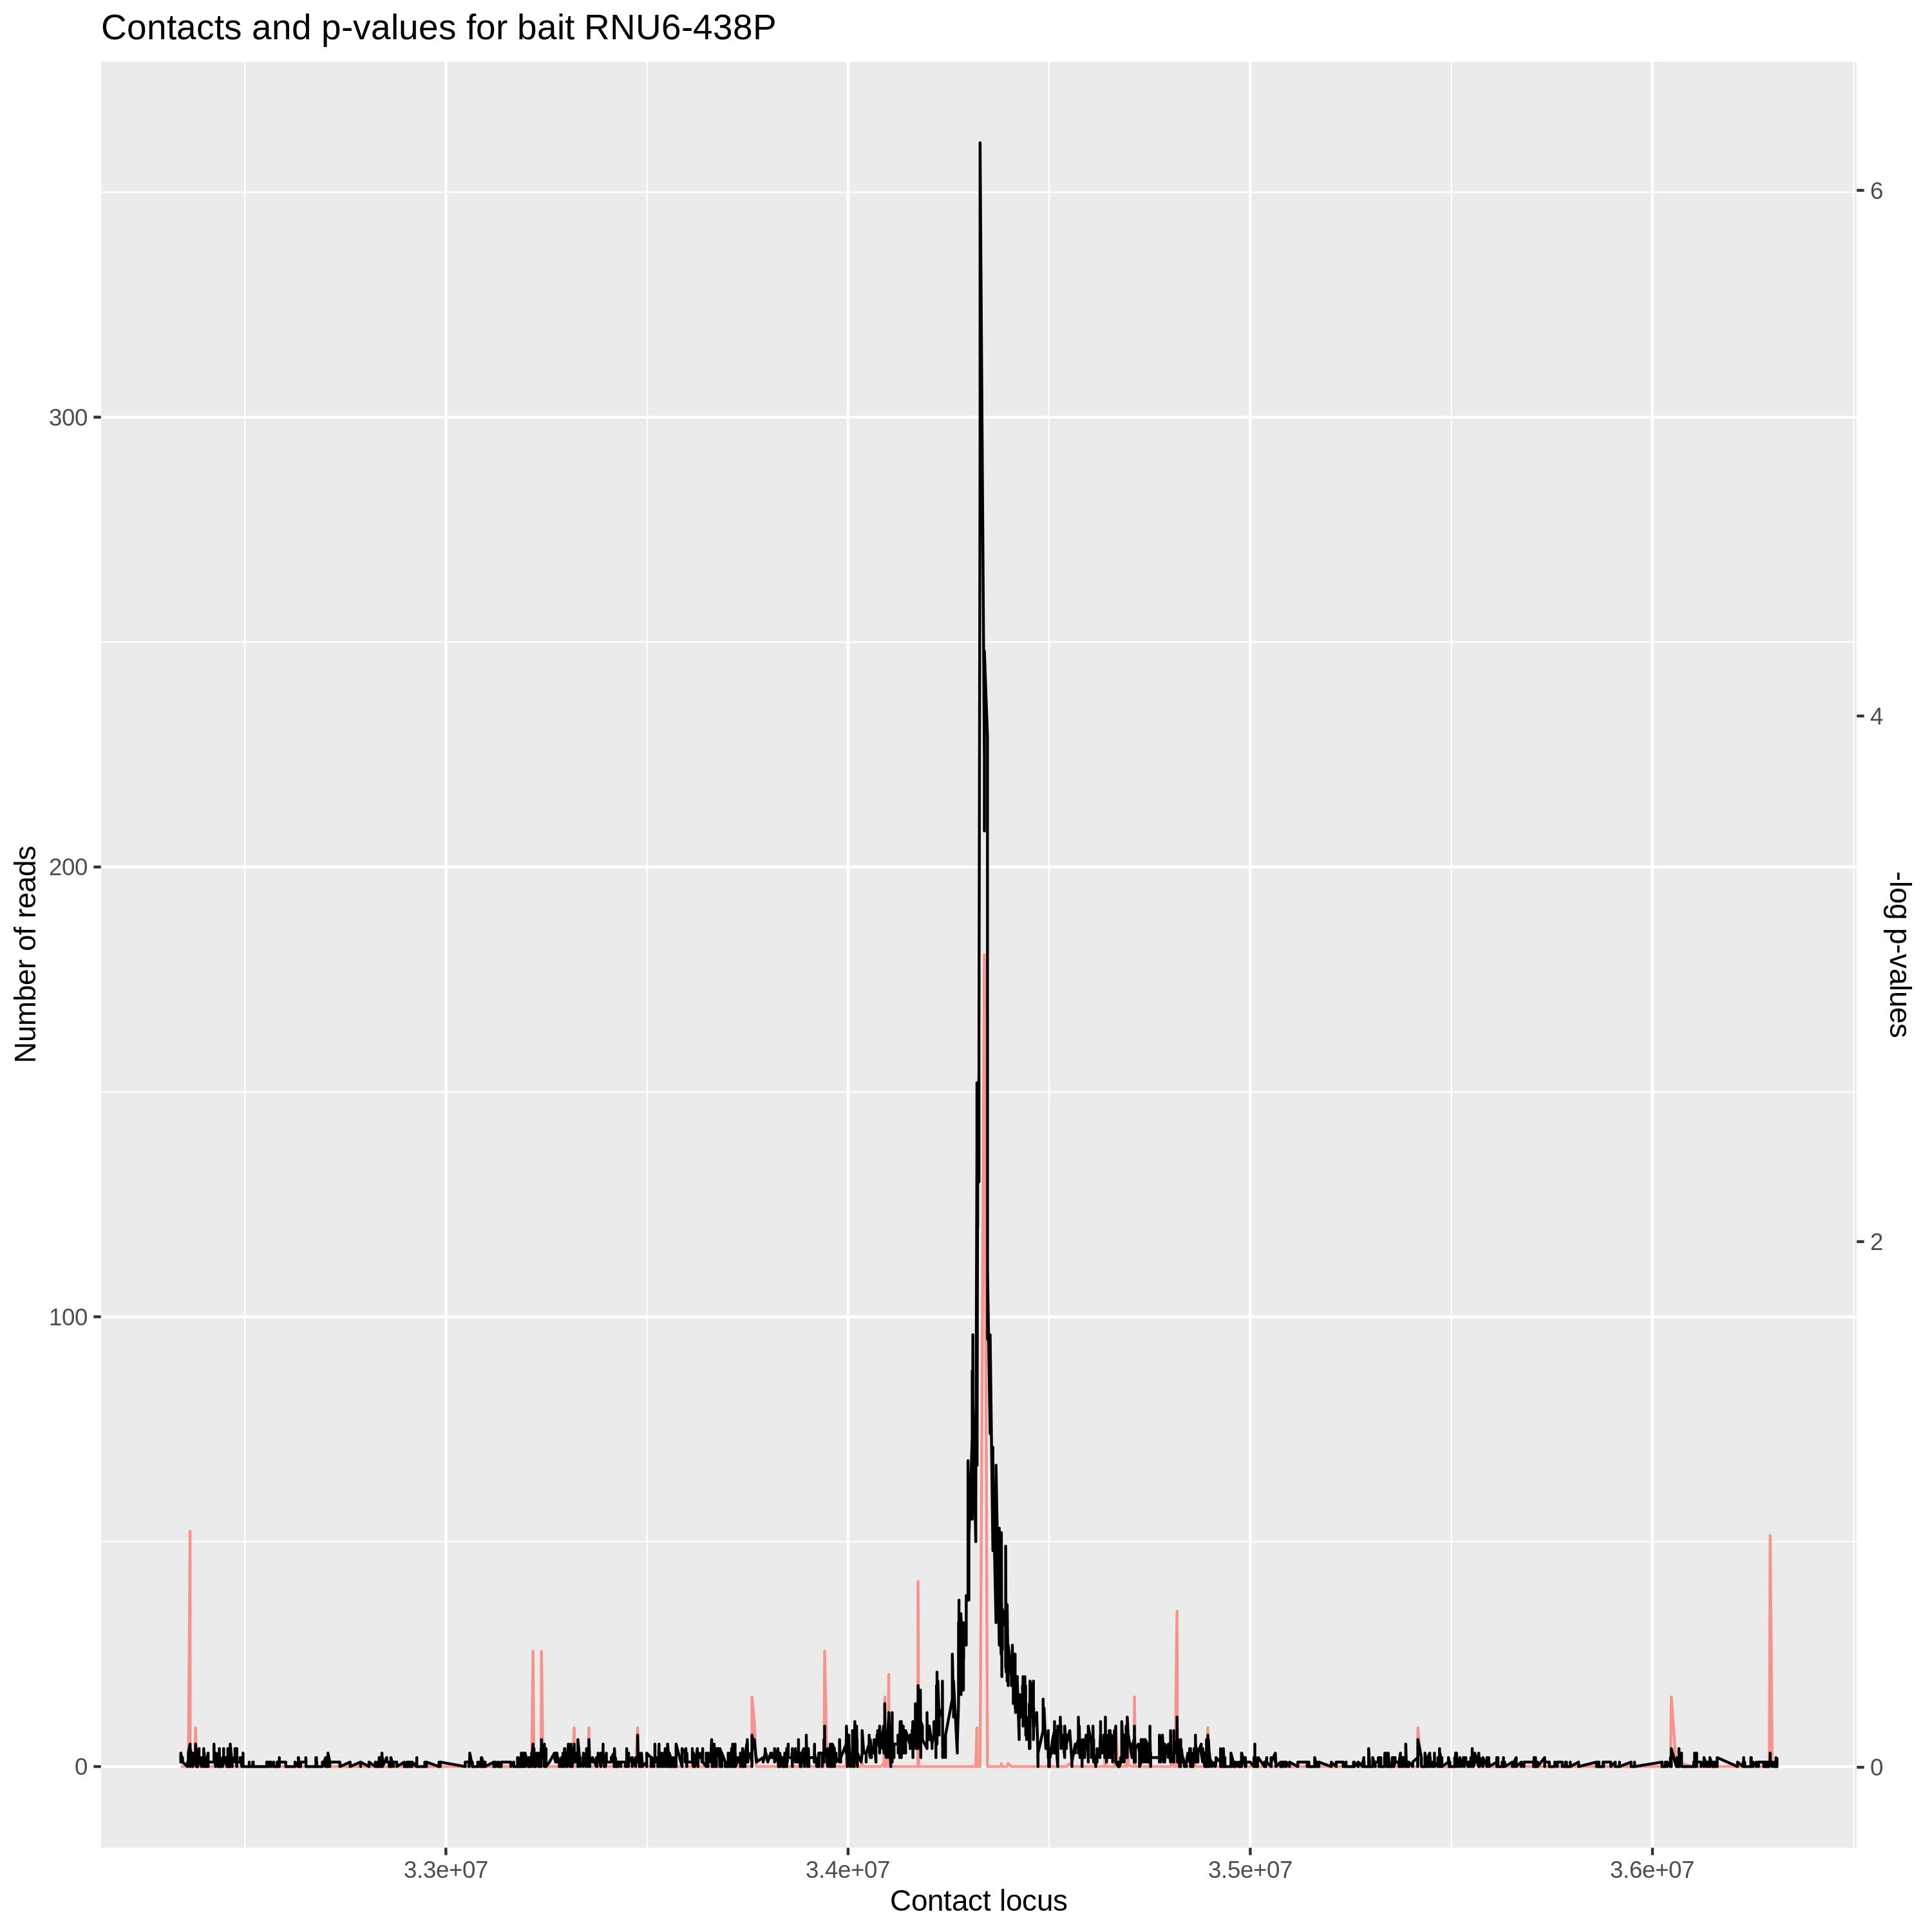 Contacts and p-values for bait RNU6-438P
Number of reads
300
200
100
0
6
4
2
0
-log p-values
3.3e+07
3.4e+07
3.5e+07
3.6e+07
Contact locus